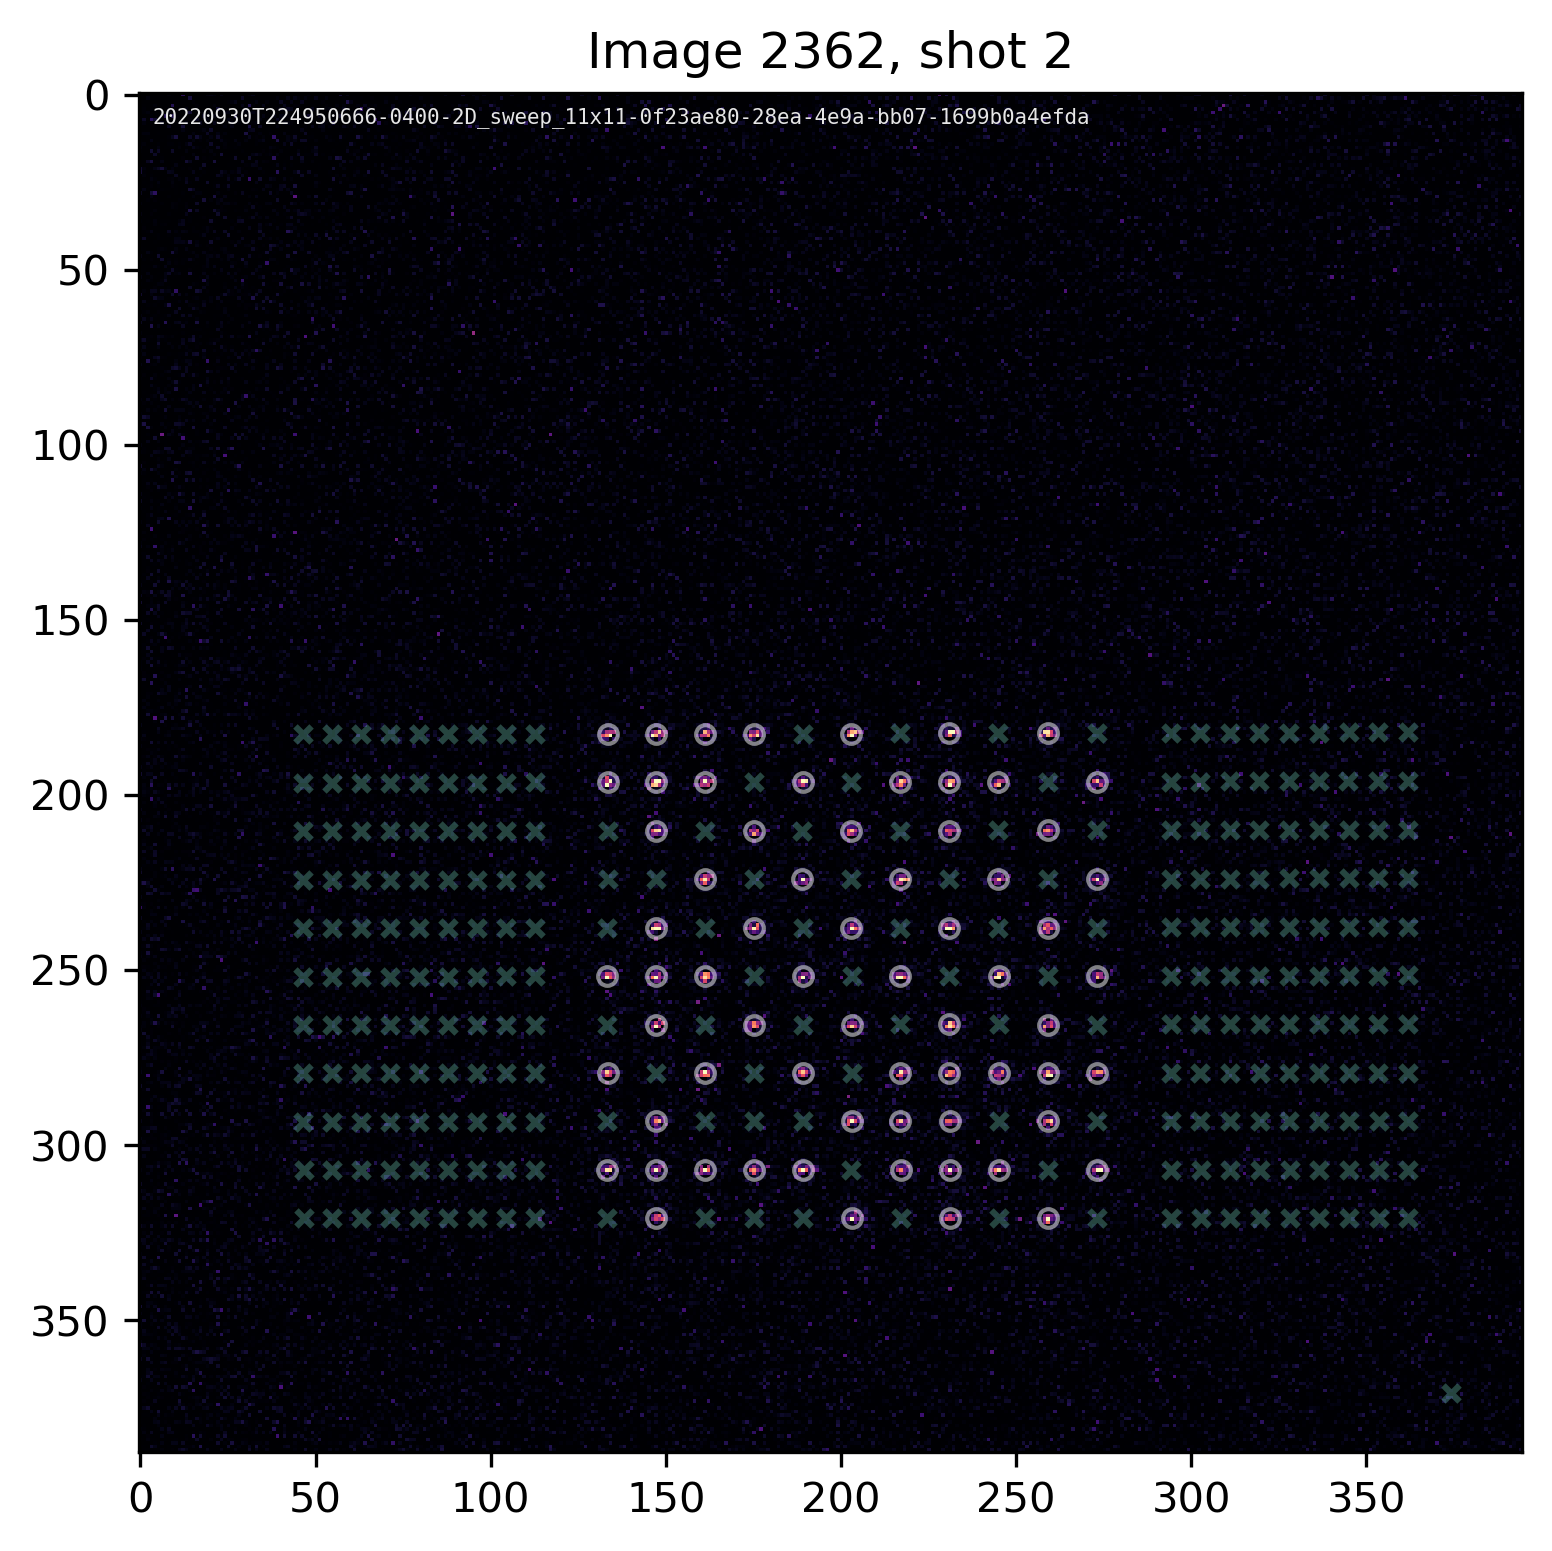 Image 2362, shot 2
20220930T224950666-0400-2D_sweep_11x11-0f23ae80-28ea-4e9a-bb07-1699b0a4efda
0
50
100
150
200
250
300
350
0 50 100 150 200 250 300 350